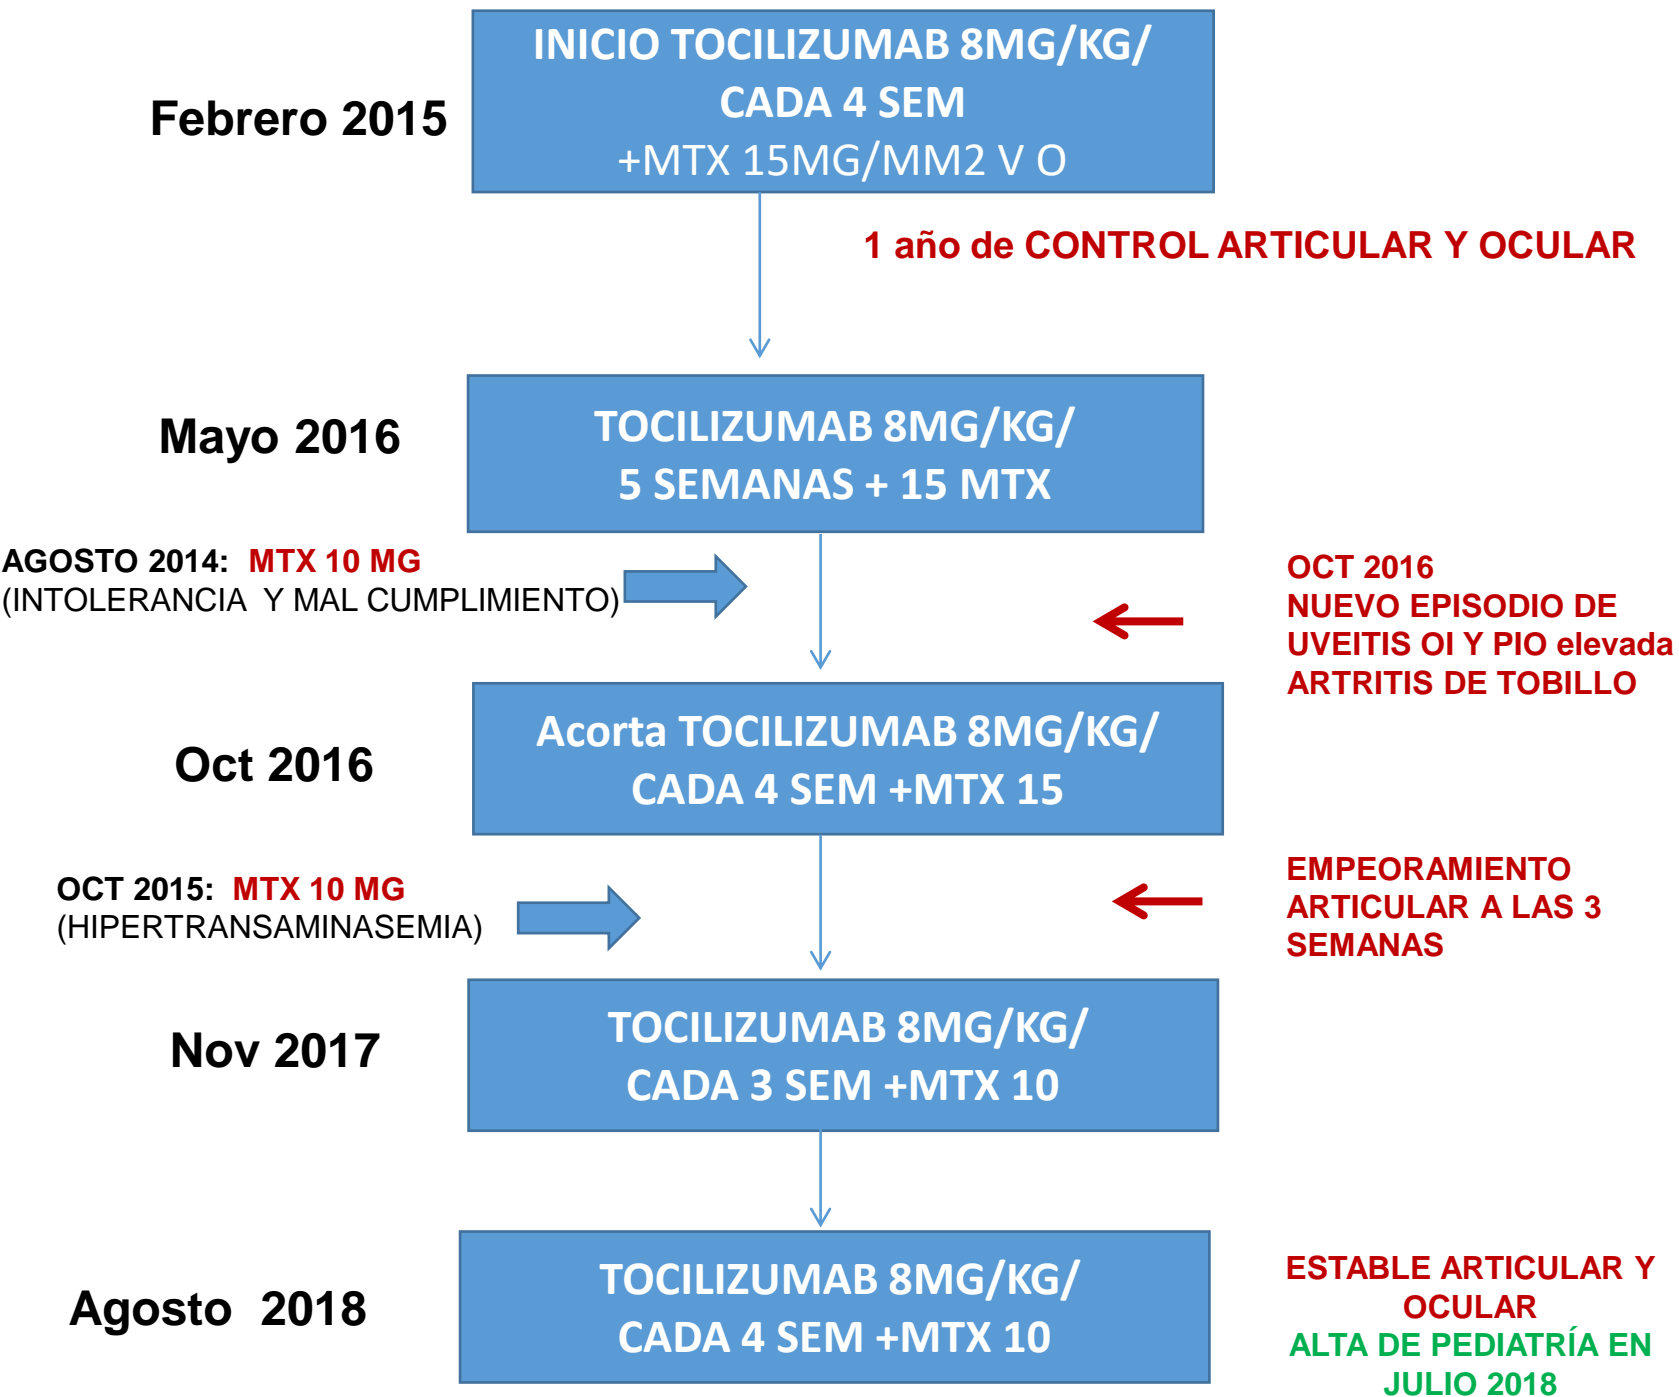 Febrero 2015
INICIO TOCILIZUMAB 8MG/KG/
CADA 4 SEM
+MTX 15MG/MM2 V O
1 año de CONTROL ARTICULAR Y OCULAR
Mayo 2016
TOCILIZUMAB 8MG/KG/
5 SEMANAS + 15 MTX
AGOSTO 2014: MTX 10 MG
(INTOLERANCIA Y MAL CUMPLIMIENTO)
OCT 2016
NUEVO EPISODIO DE
UVEITIS OI Y PIO elevada
ARTRITIS DE TOBILLO
Oct 2016
Acorta TOCILIZUMAB 8MG/KG/
CADA 4 SEM +MTX 15
OCT 2015: MTX 10 MG
(HIPERTRANSAMINASEMIA)
EMPEORAMIENTO
ARTICULAR A LAS 3
SEMANAS
Nov 2017
TOCILIZUMAB 8MG/KG/
CADA 3 SEM +MTX 10
Agosto 2018
TOCILIZUMAB 8MG/KG/
CADA 4 SEM +MTX 10
ESTABLE ARTICULAR Y
OCULAR
ALTA DE PEDIATRÍA EN
JULIO 2018